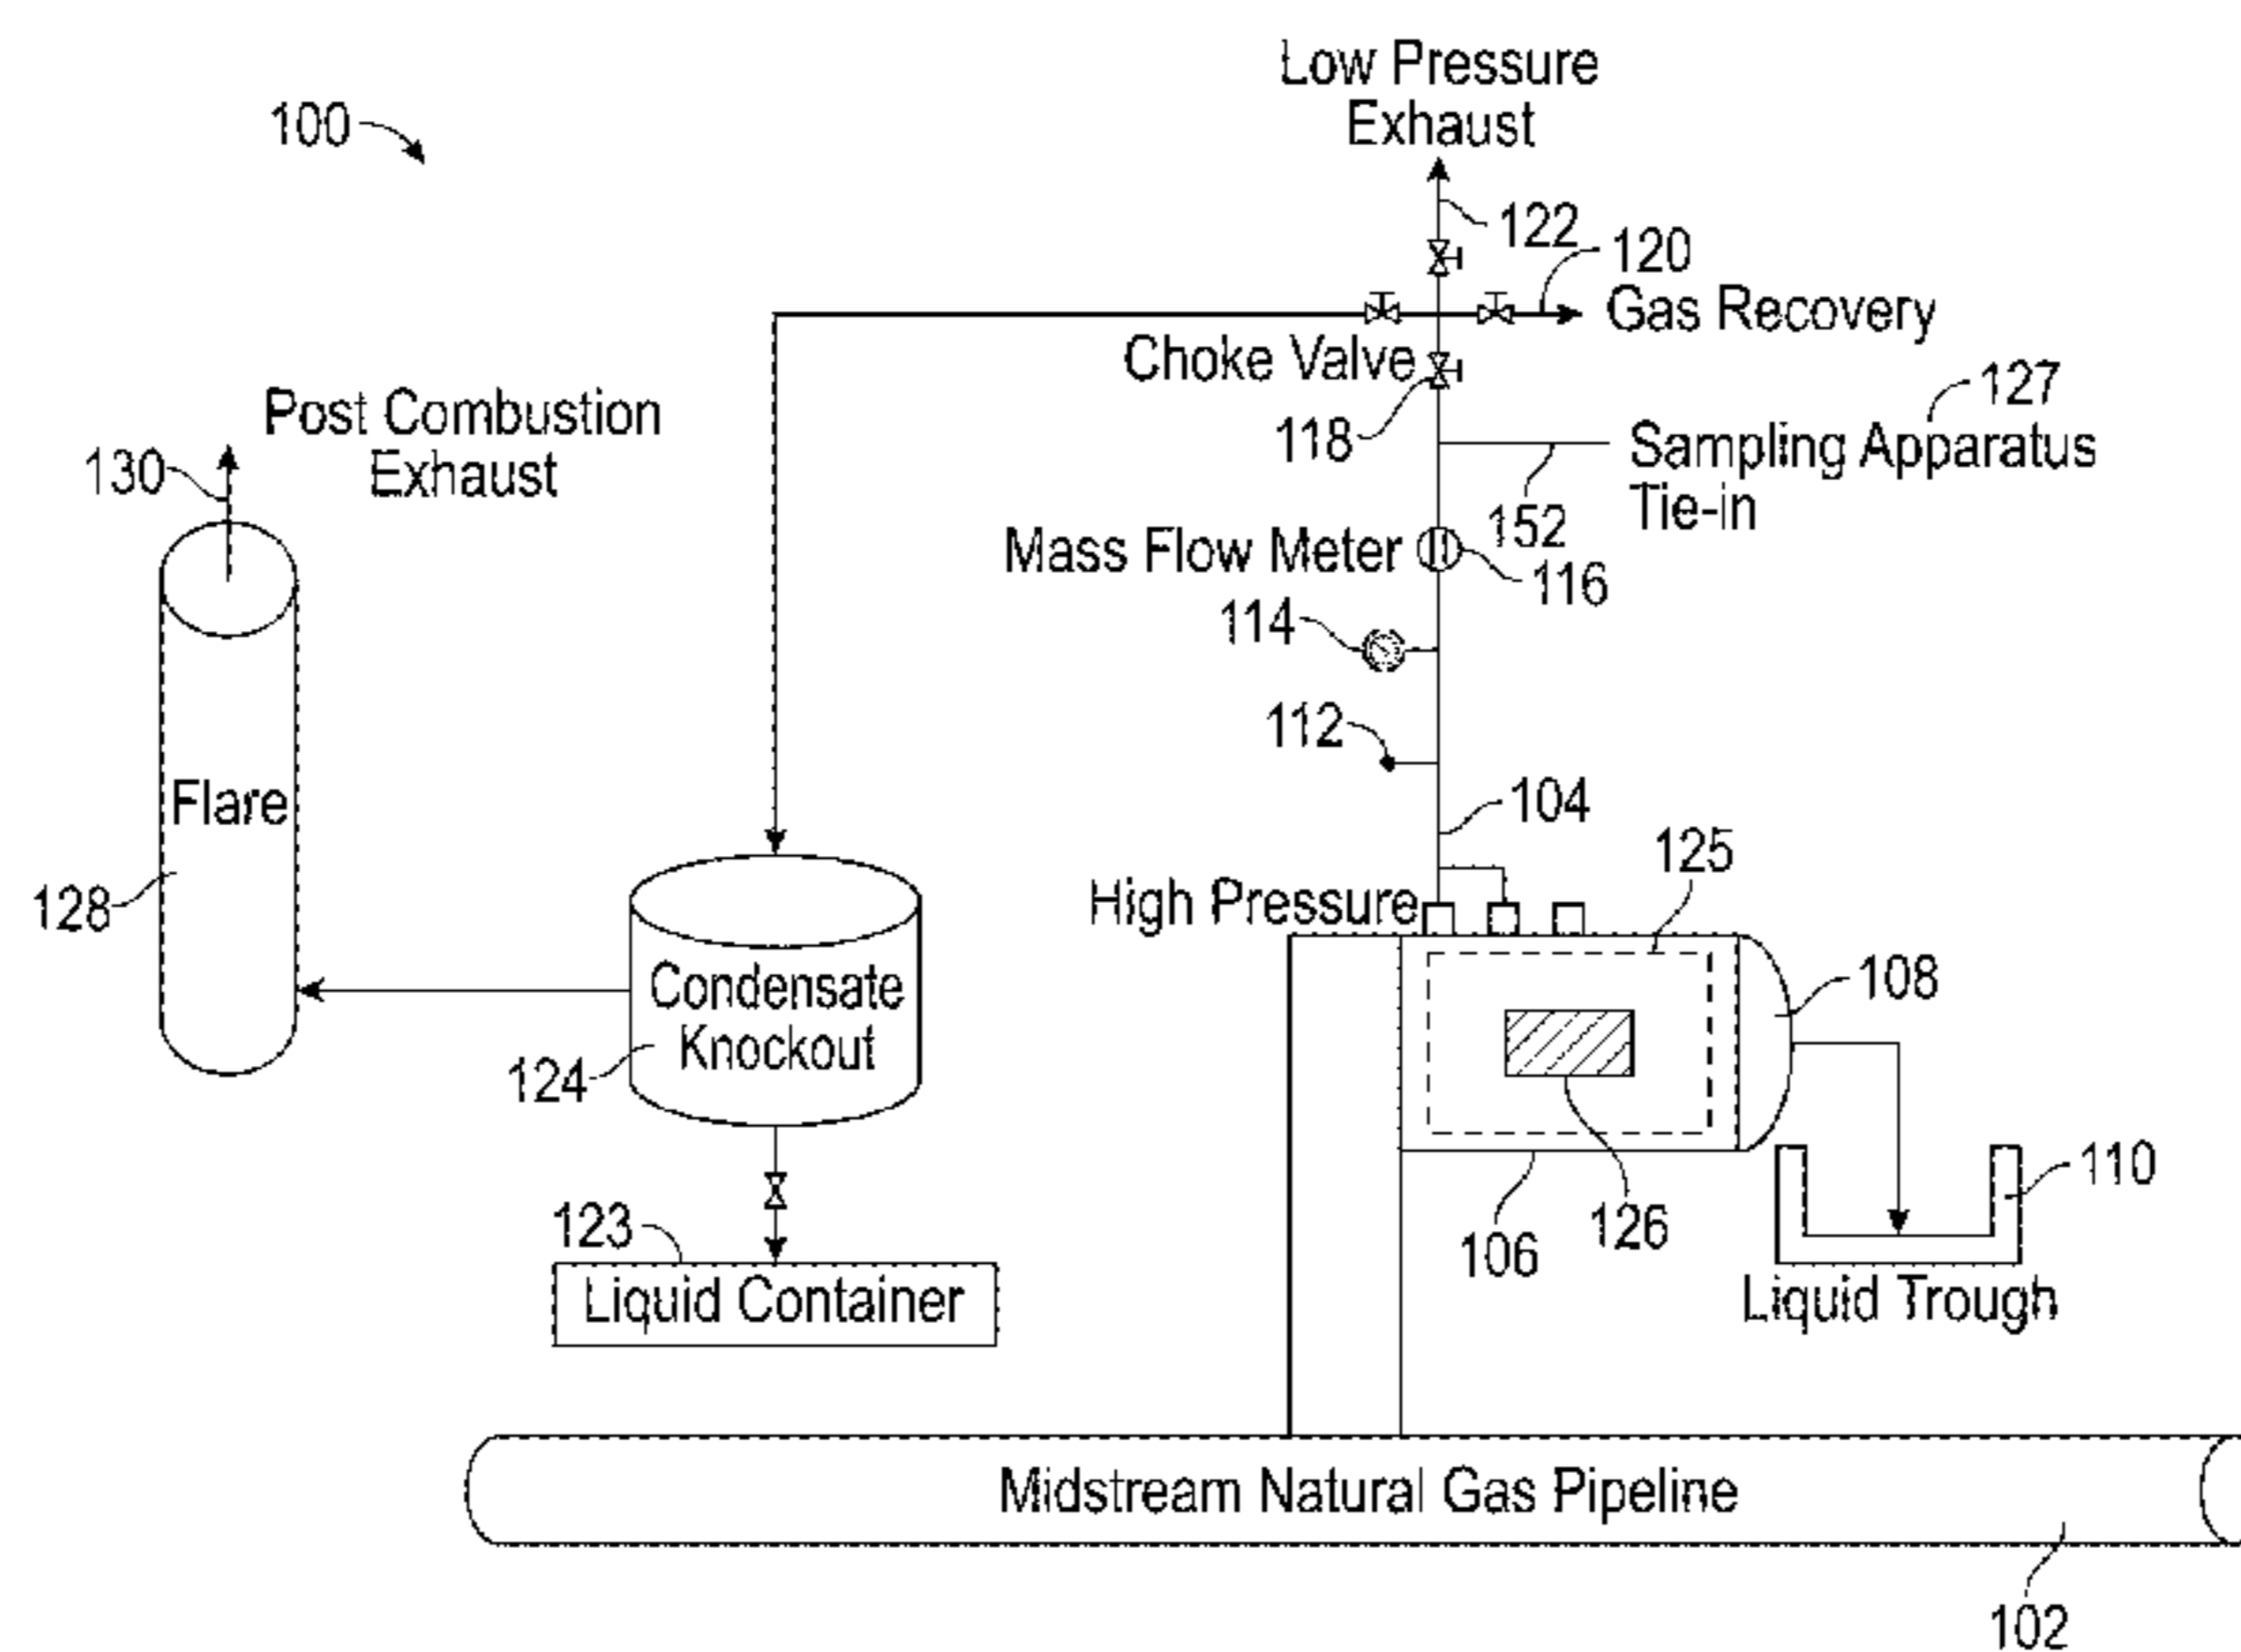 Low Pressure
Exhaust
100
122
120
Gas Recovery
Choke Valve
127
118
Sampling Apparatus
Tie-in
Post Combustion
Exhaust
130
152
Mass Flow Meter
116
114
112
104
Flare
125
128
High Pressure
108
Condensate
Knockout
124
110
126
106
123
Liquid Container
Liquid Trough
Midstream Natural Gas Pipeline
102